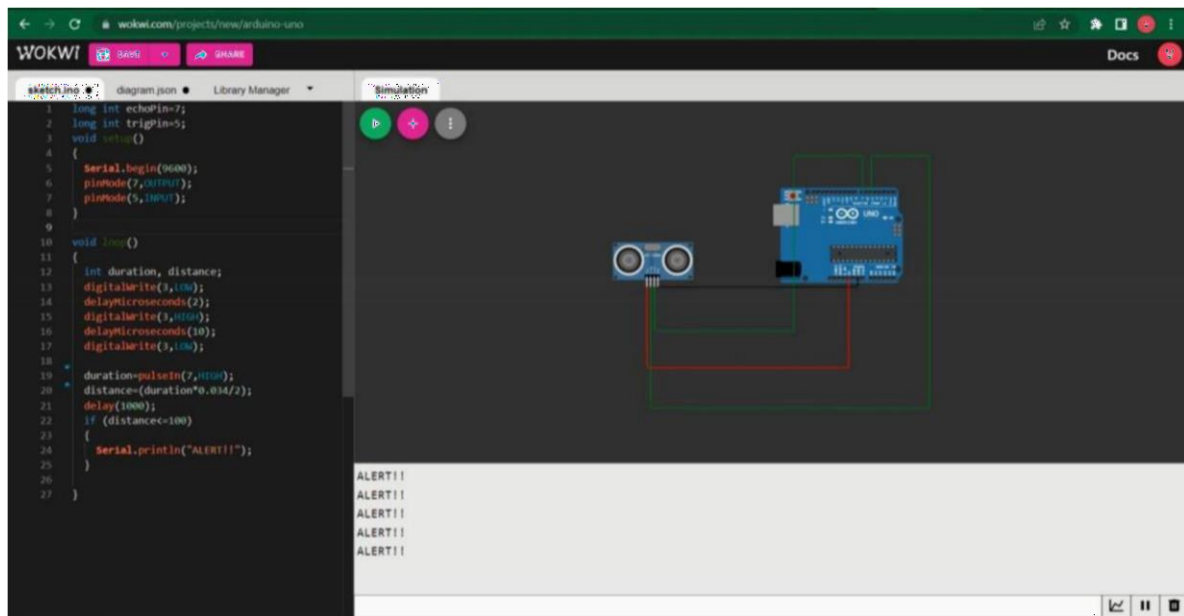 wokwi.com/projects/new/arduino-uno
WOKWI SAVE SHARE Docs
sketch.ino diagram.json Library Manager Simulation
1 long int echoPin=7;
2 long int trigPin=5;
3 void setup()
4 {
5 Serial.begin(9600);
6 pinMode(7,OUTPUT);
7 pinMode(5,INPUT);
8 }
9
10 void loop()
11 {
12 int duration, distance;
13 digitalWrite(3,LOW);
14 delayMicroseconds(2);
15 digitalWrite(3,HIGH);
16 delayMicroseconds(10);
17 digitalWrite(3,LOW);
18
19 duration=pulseIn(7,HIGH);
20 distance=(duration*0.034/2);
21 delay(1000);
22 if (distance<=100)
23 {
24 Serial.println("ALERT!!");
25 }
26
27 }
UNO
ALERT!!
ALERT!!
ALERT!!
ALERT!!
ALERT!!